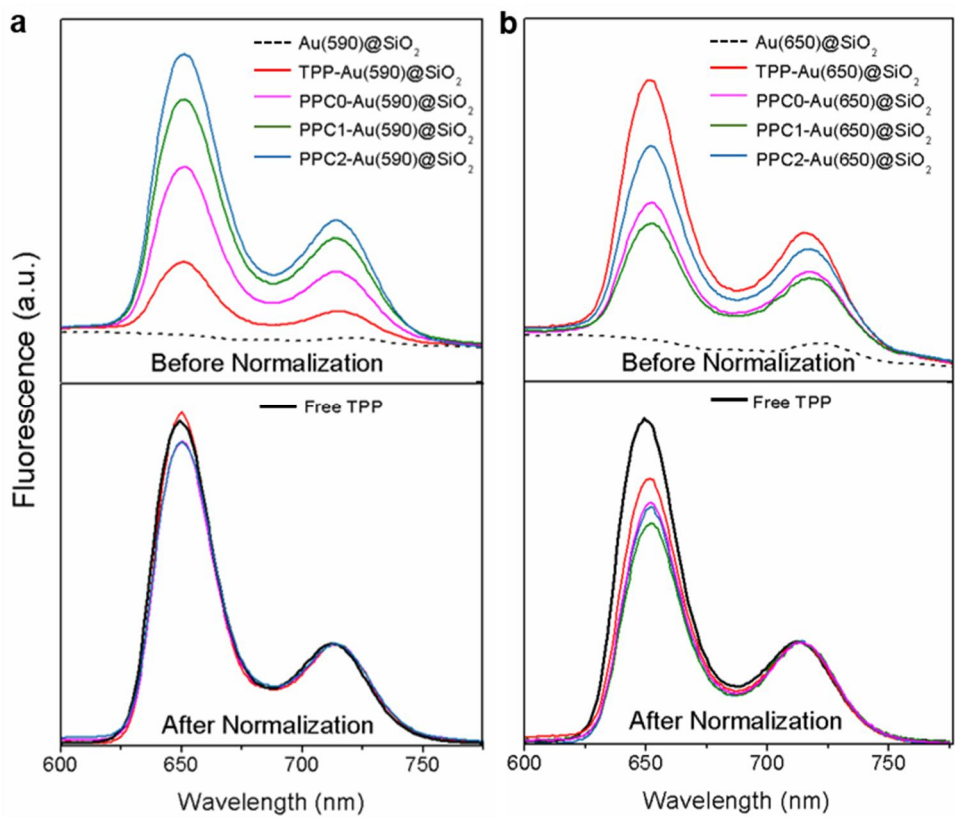 a
Au(590)@SiO₂
TPP-Au(590)@SiO₂
PPC0-Au(590)@SiO₂
PPC1-Au(590)@SiO₂
PPC2-Au(590)@SiO₂
Before Normalization
Free TPP
After Normalization
600
650
700
750
Wavelength (nm)
Fluorescence (a.u.)
b
Au(650)@SiO₂
TPP-Au(650)@SiO₂
PPC0-Au(650)@SiO₂
PPC1-Au(650)@SiO₂
PPC2-Au(650)@SiO₂
Before Normalization
Free TPP
After Normalization
600
650
700
750
Wavelength (nm)